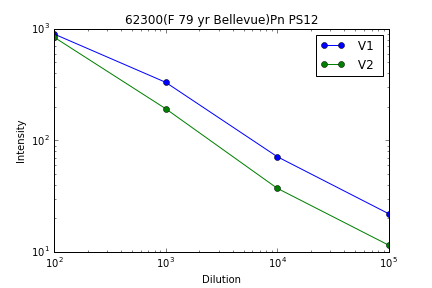 62300(F 79 yr Bellevue)Pn PS12
V1
V2
10³
10²
10¹
Intensity
10² 10³ 10⁴ 10⁵
Dilution